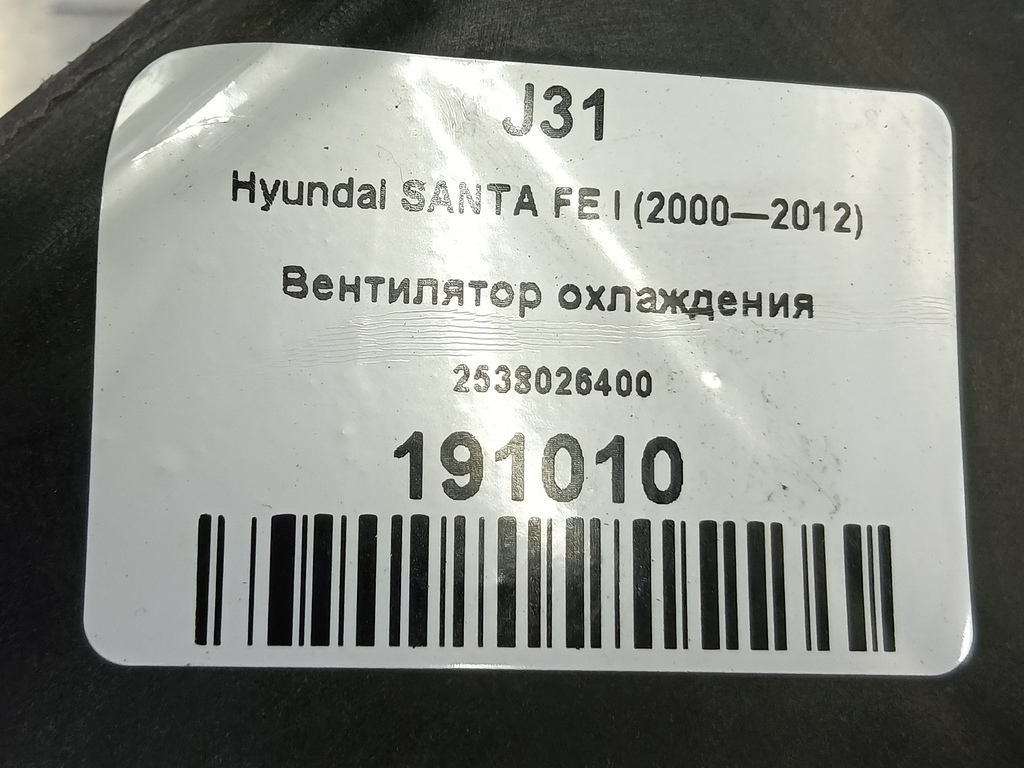 J31
Hyundai SANTA FE I (2000—2012)
Вентилятор охлаждения
2538026400
191010